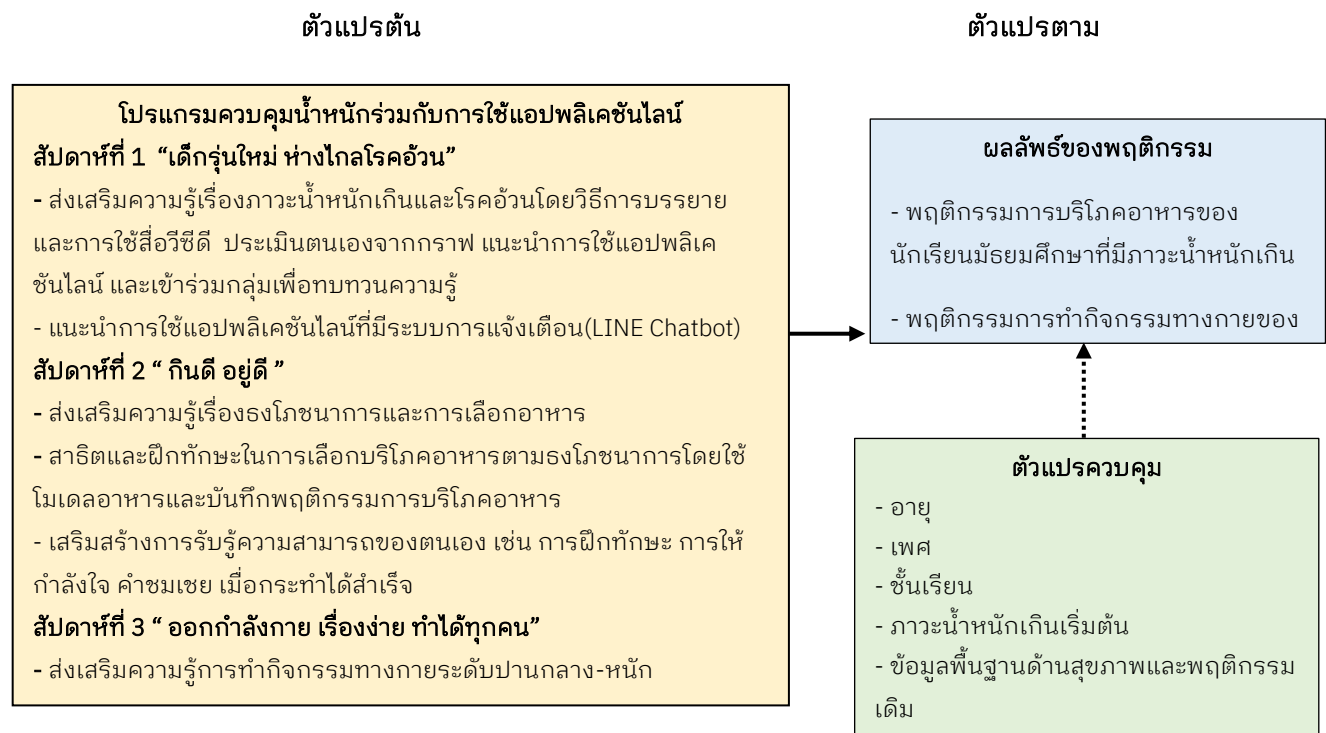 ตัวแปรต้น
ตัวแปรตาม
โปรแกรมควบคุมน้ำหนักร่วมกับการใช้แอปพลิเคชันไลน์
สัปดาห์ที่ 1 “เด็กรุ่นใหม่ ห่างไกลโรคอ้วน”
- ส่งเสริมความรู้เรื่องภาวะน้ำหนักเกินและโรคอ้วนโดยวิธีการบรรยาย
และการใช้สื่อวีซีดี ประเมินตนเองจากกราฟ แนะนำการใช้แอปพลิเค
ชันไลน์ และเข้าร่วมกลุ่มเพื่อทบทวนความรู้
- แนะนำการใช้แอปพลิเคชันไลน์ที่มีระบบการแจ้งเตือน(LINE Chatbot)
สัปดาห์ที่ 2 “ กินดี อยู่ดี ”
- ส่งเสริมความรู้เรื่องธงโภชนาการและการเลือกอาหาร
- สาธิตและฝึกทักษะในการเลือกบริโภคอาหารตามธงโภชนาการโดยใช้
โมเดลอาหารและบันทึกพฤติกรรมการบริโภคอาหาร
- เสริมสร้างการรับรู้ความสามารถของตนเอง เช่น การฝึกทักษะ การให้
กำลังใจ คำชมเชย เมื่อกระทำได้สำเร็จ
สัปดาห์ที่ 3 “ ออกกำลังกาย เรื่องง่าย ทำได้ทุกคน”
- ส่งเสริมความรู้การทำกิจกรรมทางกายระดับปานกลาง-หนัก
ผลลัพธ์ของพฤติกรรม
- พฤติกรรมการบริโภคอาหารของ
นักเรียนมัธยมศึกษาที่มีภาวะน้ำหนักเกิน
- พฤติกรรมการทำกิจกรรมทางกายของ
ตัวแปรควบคุม
- อายุ
- เพศ
- ชั้นเรียน
- ภาวะน้ำหนักเกินเริ่มต้น
- ข้อมูลพื้นฐานด้านสุขภาพและพฤติกรรม
เดิม